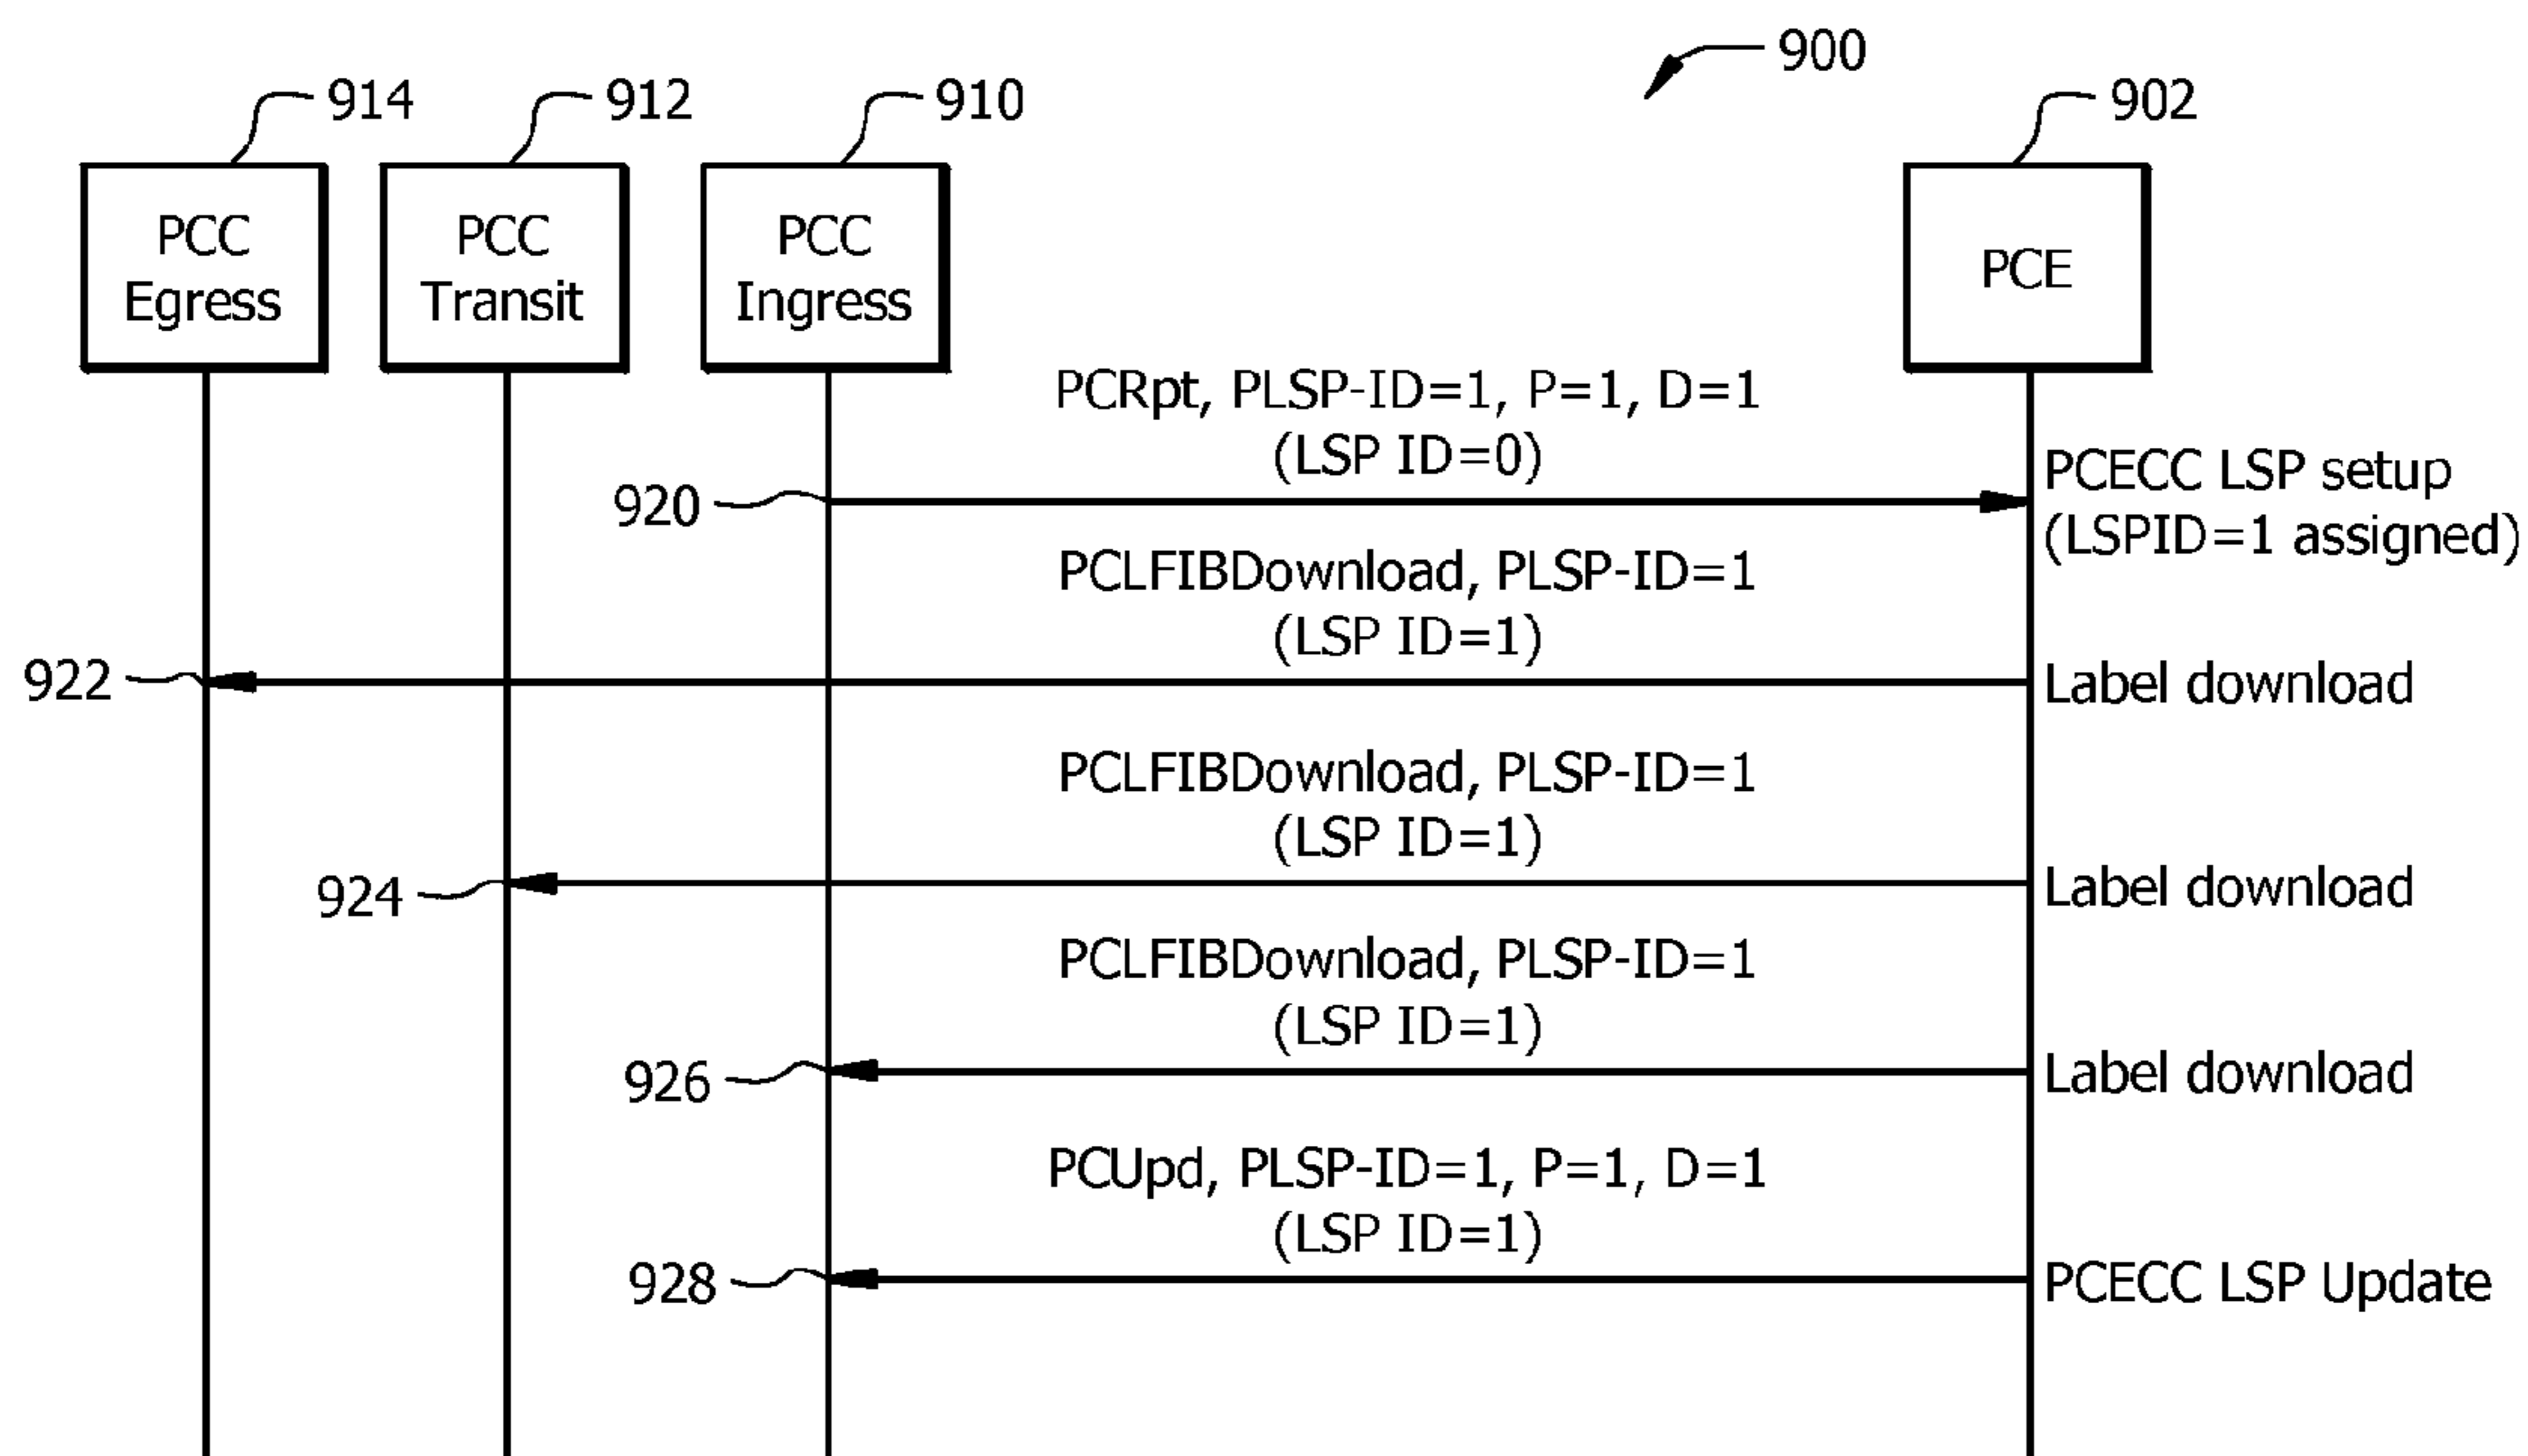 900
914
912
910
902
PCC
Egress
PCC
Transit
PCC
Ingress
PCE
PCRpt, PLSP-ID=1, P=1, D=1
(LSP ID=0)
920
PCECC LSP setup
(LSPID=1 assigned)
PCLFIBDownload, PLSP-ID=1
(LSP ID=1)
922
Label download
PCLFIBDownload, PLSP-ID=1
(LSP ID=1)
924
Label download
PCLFIBDownload, PLSP-ID=1
(LSP ID=1)
926
Label download
PCUpd, PLSP-ID=1, P=1, D=1
(LSP ID=1)
928
PCECC LSP Update